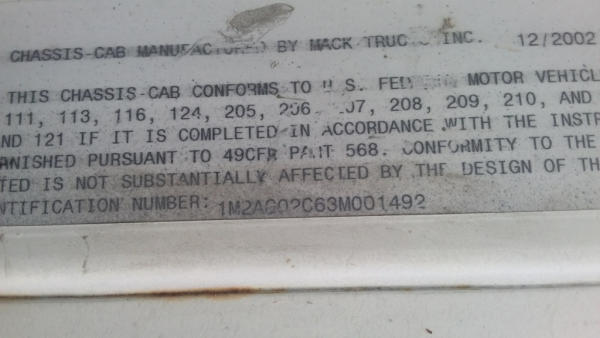 CHASSIS-CAB MANUFACTURED BY MACK TRUCKS INC. 12/2002
THIS CHASSIS-CAB CONFORMS TO U.S. FEDERAL MOTOR VEHICL
111, 113, 116, 124, 205, 206, 207, 208, 209, 210, AND
ND 121 IF IT IS COMPLETED IN ACCORDANCE WITH THE INSTR
RNISHED PURSUANT TO 49CFR PART 568. CONFORMITY TO THE
TED IS NOT SUBSTANTIALLY AFFECTED BY THE DESIGN OF TH
NTIFICATION NUMBER: